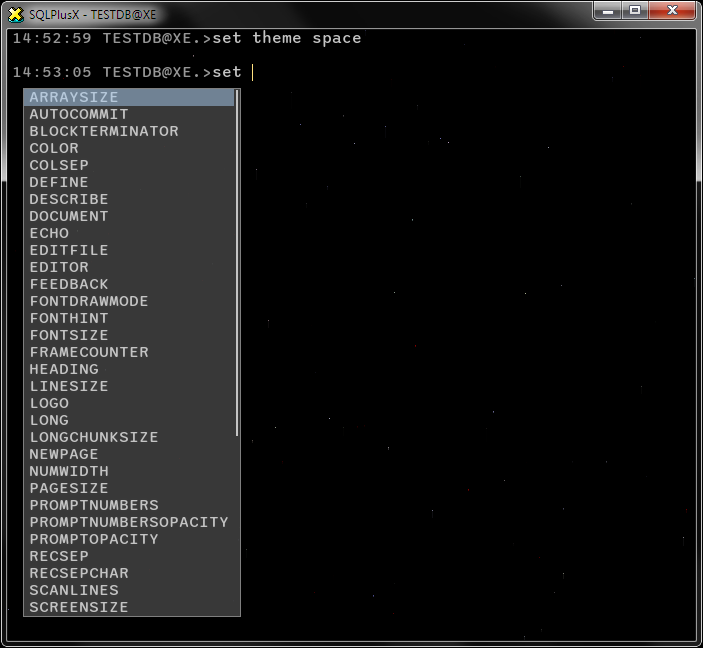 SQLPlusX - TESTDB@XE
14:52:59 TESTDB@XE.>set theme space
14:53:05 TESTDB@XE.>set
ARRAYSIZE
AUTOCOMMIT
BLOCKTERMINATOR
COLOR
COLSEP
DEFINE
DESCRIBE
DOCUMENT
ECHO
EDITFILE
EDITOR
FEEDBACK
FONTDRAWMODE
FONTHINT
FONTSIZE
FRAMECOUNTER
HEADING
LINESIZE
LOGO
LONG
LONGCHUNKSIZE
NEWPAGE
NUMWIDTH
PAGESIZE
PROMPTNUMBERS
PROMPTNUMBERSOPACITY
PROMPTOPACITY
RECSEP
RECSEPCHAR
SCANLINES
SCREENSIZE